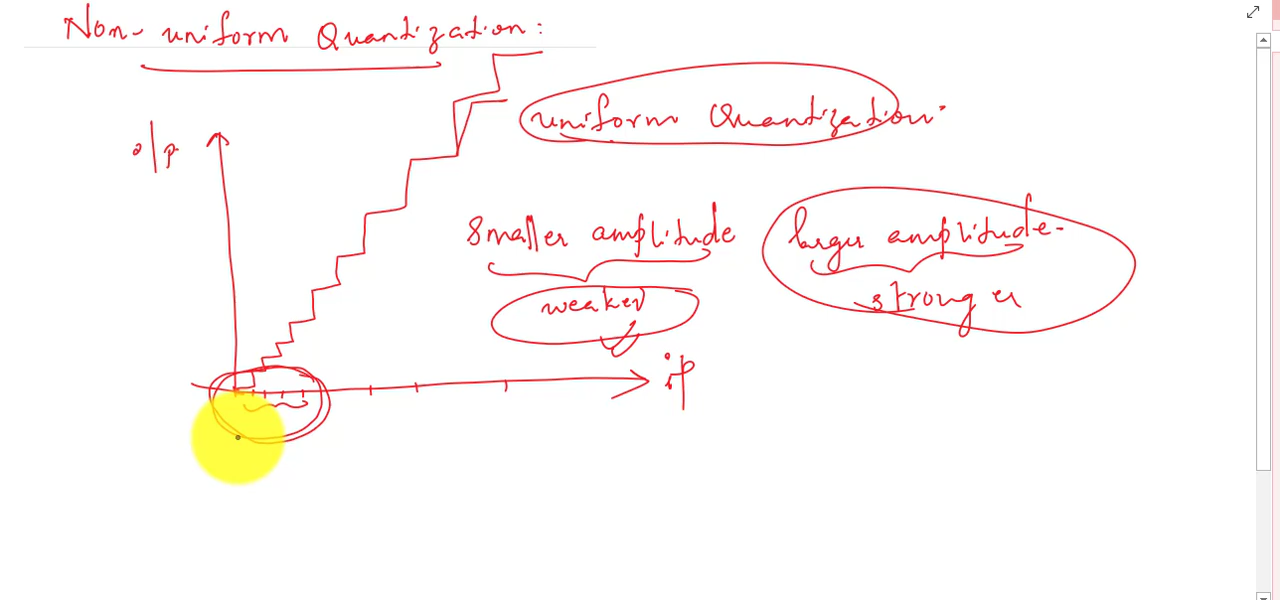 Non-uniform Quantization:
uniform Quantization.
o/p
smaller amplitude larger amplitude-
weaker stronger
i/p